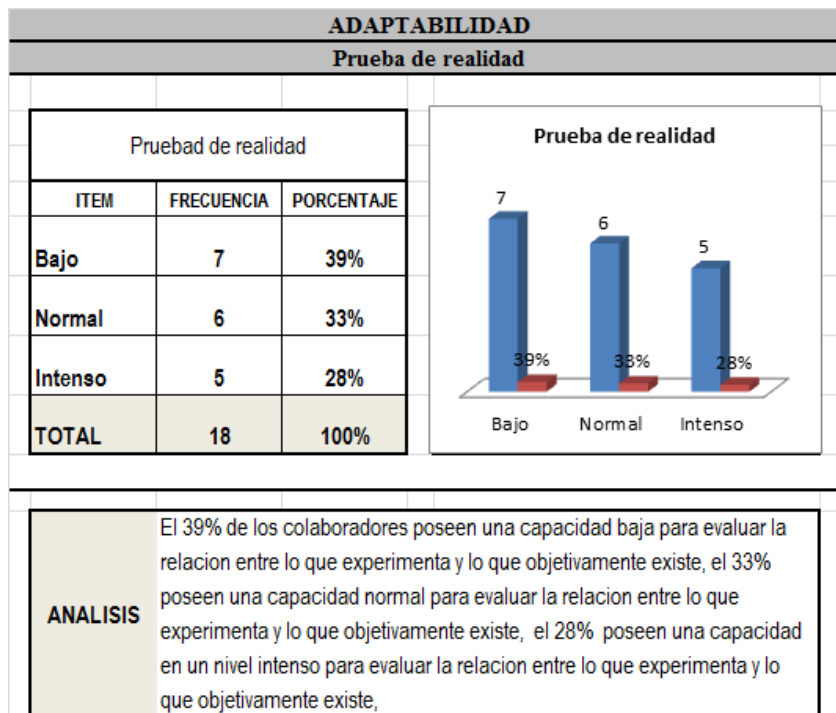 ADAPTABILIDAD
Prueba de realidad
Pruebad de realidad
ITEM FRECUENCIA PORCENTAJE
Bajo 7 39%
Normal 6 33%
Intenso 5 28%
TOTAL 18 100%
Prueba de realidad
7
6
5
39% 33% 28%
Bajo Normal Intenso
ANALISIS
El 39% de los colaboradores poseen una capacidad baja para evaluar la
relacion entre lo que experimenta y lo que objetivamente existe, el 33%
poseen una capacidad normal para evaluar la relacion entre lo que
experimenta y lo que objetivamente existe, el 28% poseen una capacidad
en un nivel intenso para evaluar la relacion entre lo que experimenta y lo
que objetivamente existe,